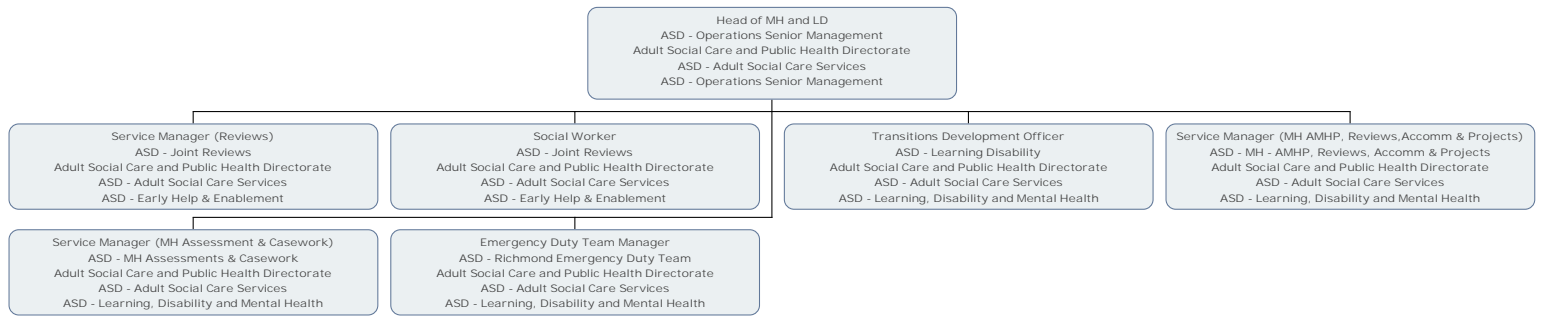 Head of MH and LD
ASD - Operations Senior Management
Adult Social Care and Public Health Directorate
ASD - Adult Social Care Services
ASD - Operations Senior Management
Service Manager (Reviews)
ASD - Joint Reviews
Adult Social Care and Public Health Directorate
ASD - Adult Social Care Services
ASD - Early Help & Enablement
Social Worker
ASD - Joint Reviews
Adult Social Care and Public Health Directorate
ASD - Adult Social Care Services
ASD - Early Help & Enablement
Transitions Development Officer
ASD - Learning Disability
Adult Social Care and Public Health Directorate
ASD - Adult Social Care Services
ASD - Learning, Disability and Mental Health
Service Manager (MH AMHP, Reviews,Accomm & Projects)
ASD - MH - AMHP, Reviews, Accomm & Projects
Adult Social Care and Public Health Directorate
ASD - Adult Social Care Services
ASD - Learning, Disability and Mental Health
Service Manager (MH Assessment & Casework)
ASD - MH Assessments & Casework
Adult Social Care and Public Health Directorate
ASD - Adult Social Care Services
ASD - Learning, Disability and Mental Health
Emergency Duty Team Manager
ASD - Richmond Emergency Duty Team
Adult Social Care and Public Health Directorate
ASD - Adult Social Care Services
ASD - Learning, Disability and Mental Health